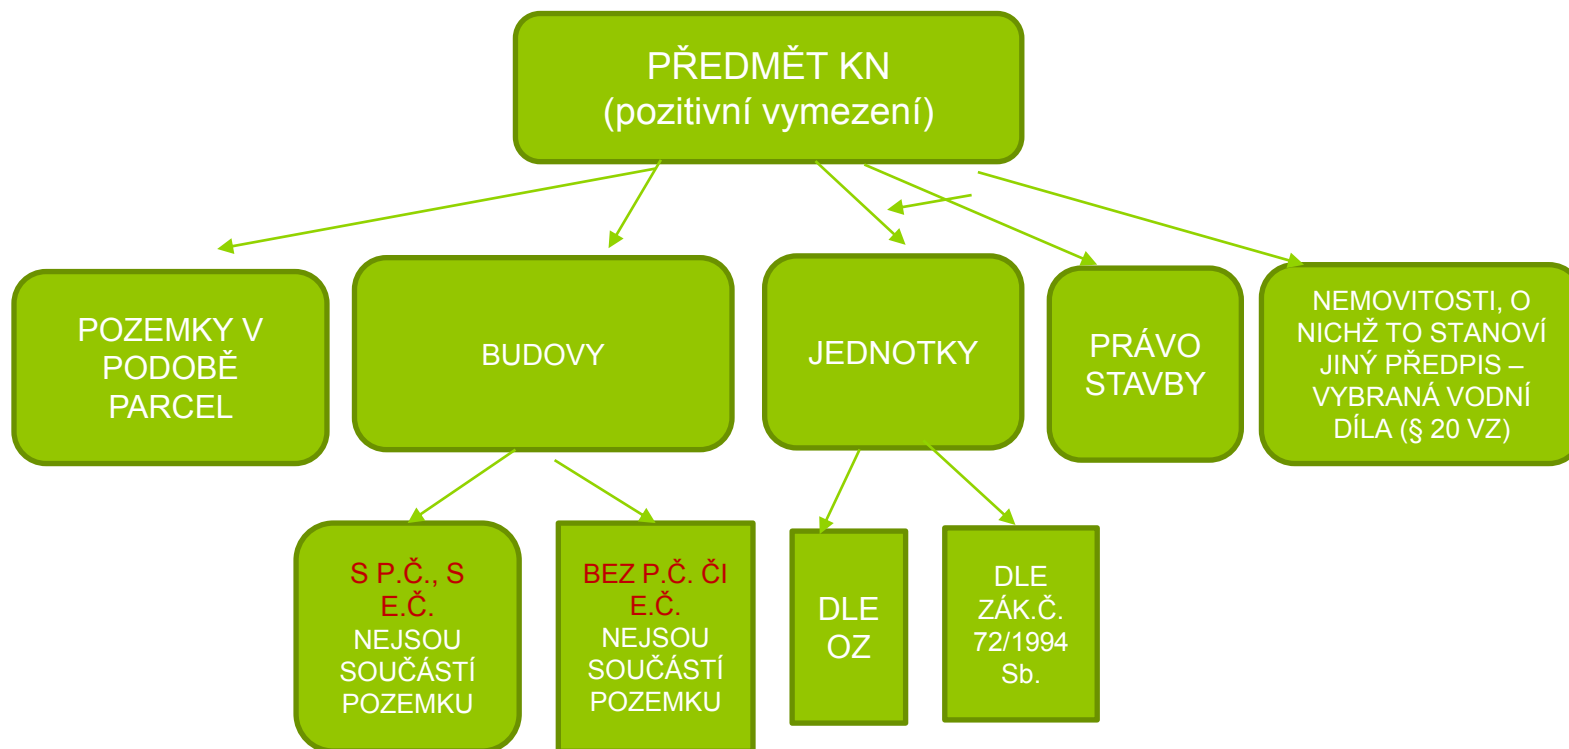 PŘEDMĚT KN
(pozitivní vymezení)
POZEMKY V
PODOBĚ
PARCEL
BUDOVY
JEDNOTKY
PRÁVO
STAVBY
NEMOVITOSTI, O
NICHŽ TO STANOVÍ
JINÝ PŘEDPIS –
VYBRANÁ VODNÍ
DÍLA (§ 20 VZ)
S P.Č., S
E.Č.
NEJSOU
SOUČÁSTÍ
POZEMKU
BEZ P.Č. ČI
E.Č.
NEJSOU
SOUČÁSTÍ
POZEMKU
DLE
OZ
DLE
ZÁK.Č.
72/1994
Sb.